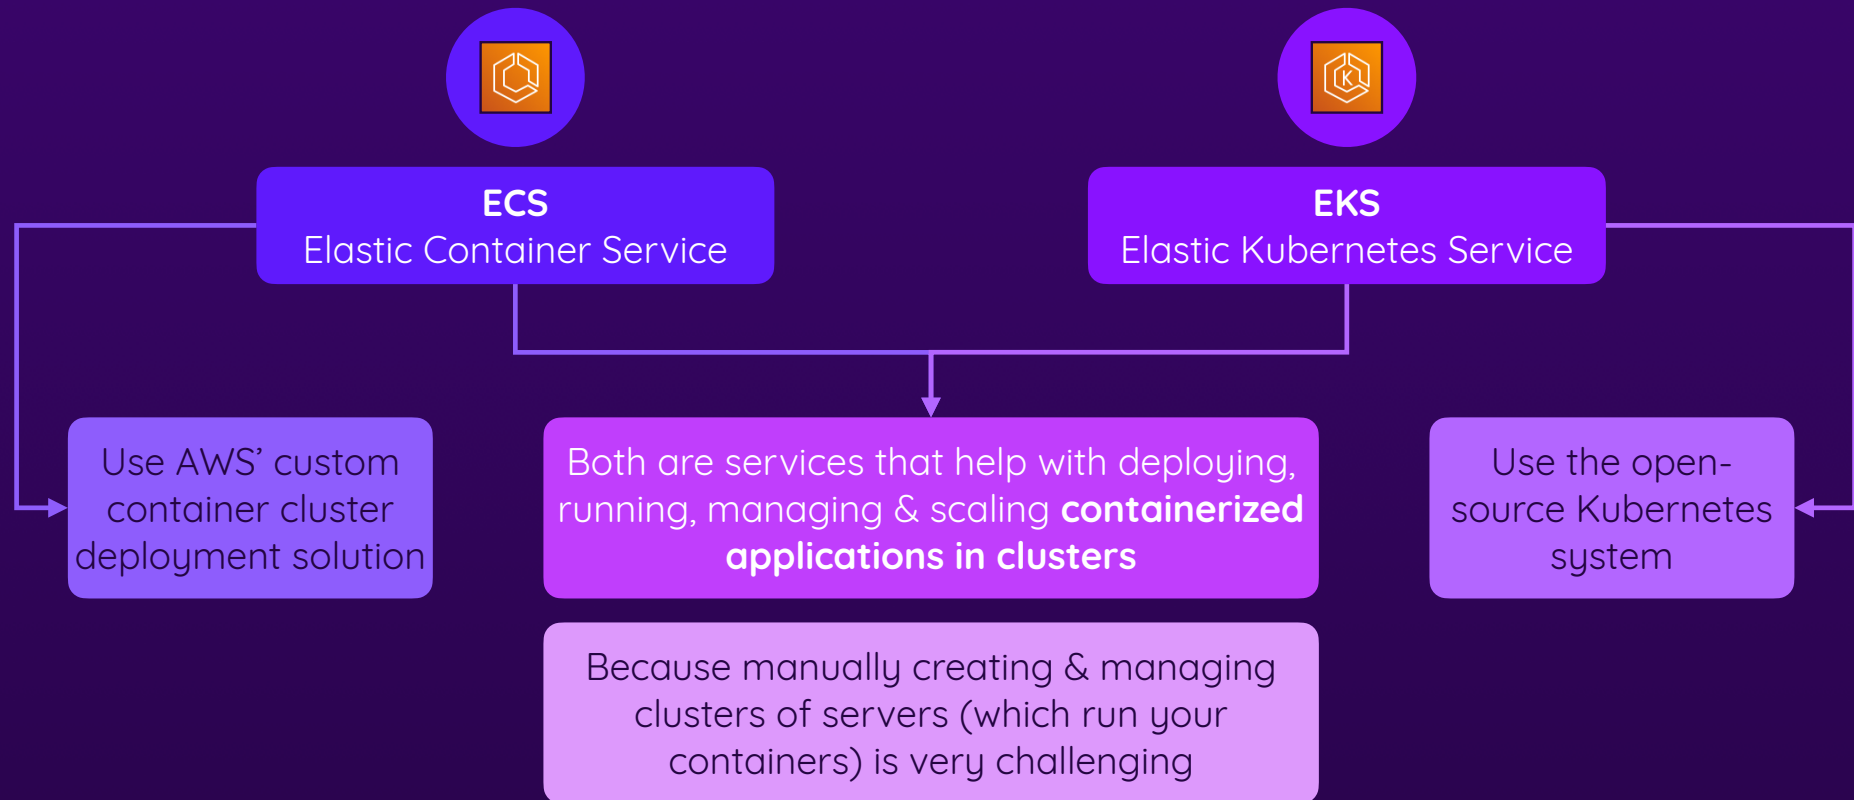 ECS
Elastic Container Service
EKS
Elastic Kubernetes Service
Use AWS’ custom
container cluster
deployment solution
Both are services that help with deploying,
running, managing & scaling containerized
applications in clusters
Use the open-
source Kubernetes
system
Because manually creating & managing
clusters of servers (which run your
containers) is very challenging